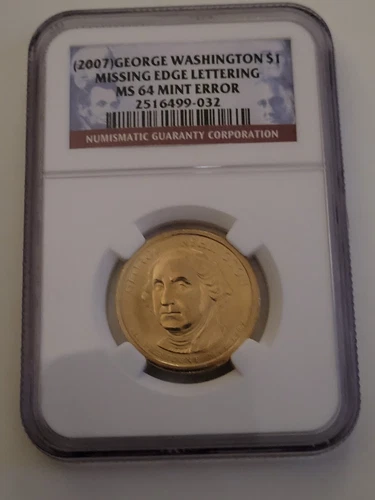 (2007)GEORGE WASHINGTON $1
MISSING EDGE LETTERING
MS 64 MINT ERROR
2516499-032
NUMISMATIC GUARANTY CORPORATION